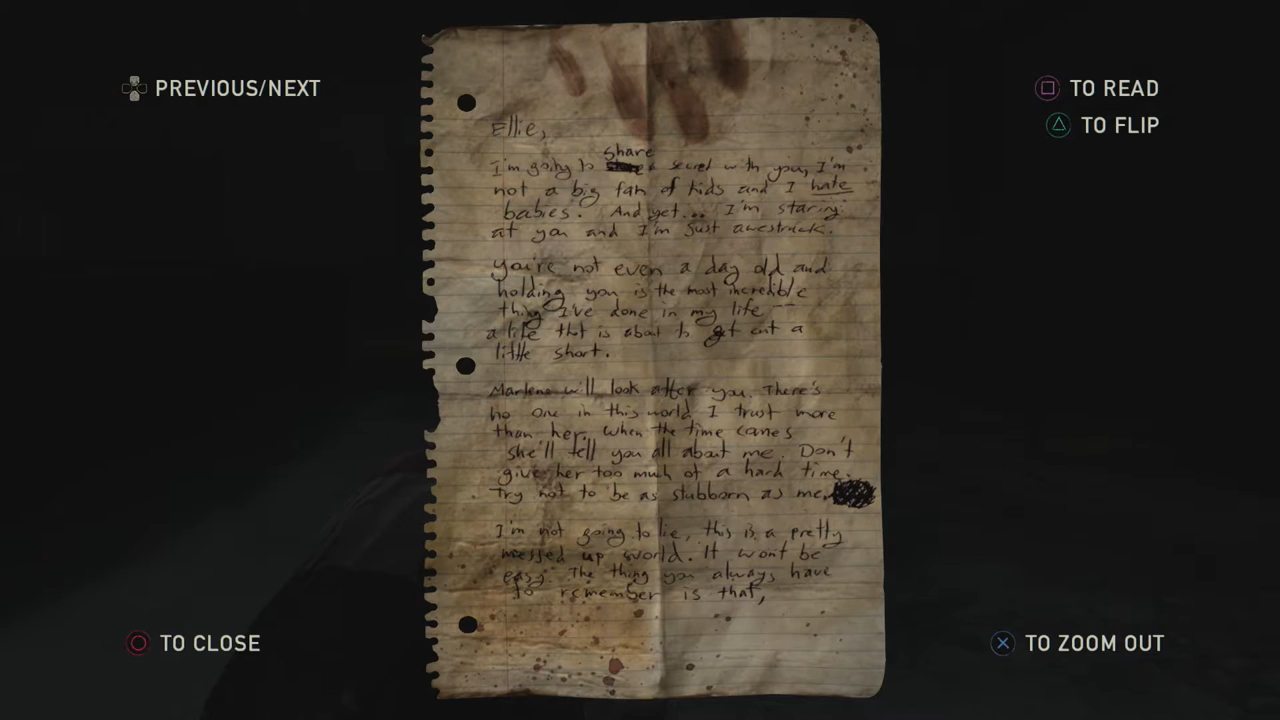 PREVIOUS/NEXT
TO READ
TO FLIP
Ellie,
share
I'm going to a secret with you, I'm
not a big fan of kids and I hate
babies. And yet... I'm staring
at you and I'm just awestruck.
You're not even a day old and
holding you is the most incredible
thing I've done in my life --
a life that is about to get cut a
little short.
Marlene will look after you. There's
no one in this world I trust more
than her. When the time comes
she'll tell you all about me. Don't
give her too much of a hard time.
Try not to be as stubborn as me.
I'm not going to lie, this is a pretty
messed up world. It wont be
easy. The thing you always have
to remember is that,
TO CLOSE
TO ZOOM OUT